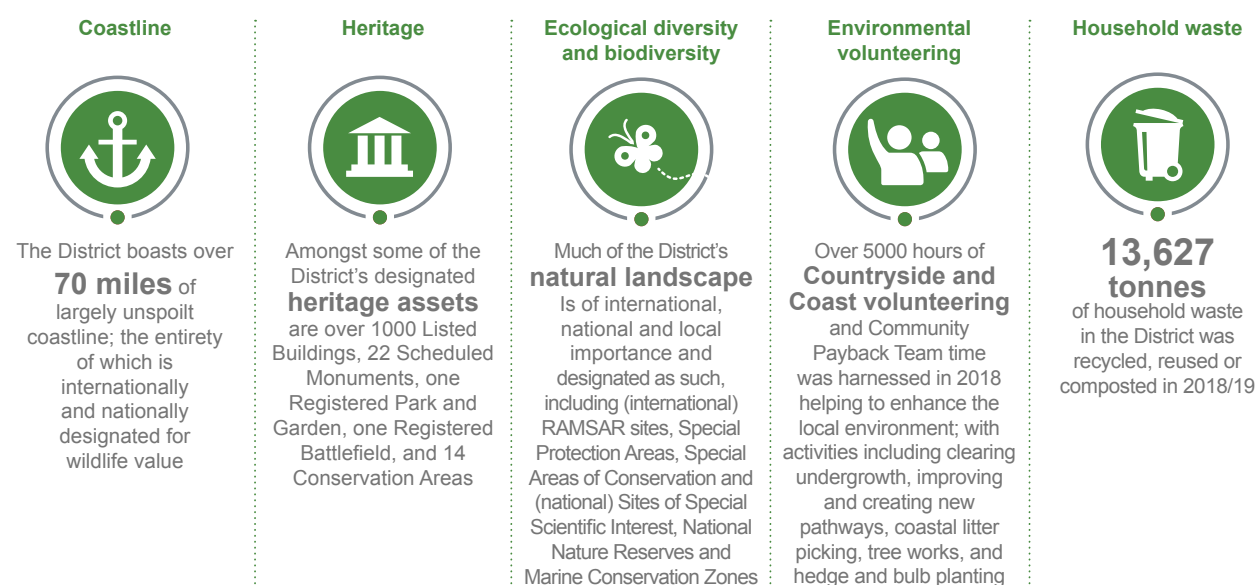 Coastline
The District boasts over
70 miles of
largely unspoilt
coastline; the entirety
of which is
internationally
and nationally
designated for
wildlife value
Heritage
Amongst some of the
District's designated
heritage assets
are over 1000 Listed
Buildings, 22 Scheduled
Monuments, one
Registered Park and
Garden, one Registered
Battlefield, and 14
Conservation Areas
Ecological diversity
and biodiversity
Much of the District's
natural landscape
Is of international,
national and local
importance and
designated as such,
including (international)
RAMSAR sites, Special
Protection Areas, Special
Areas of Conservation and
(national) Sites of Special
Scientific Interest, National
Nature Reserves and
Marine Conservation Zones
Environmental
volunteering
Over 5000 hours of
Countryside and
Coast volunteering
and Community
Payback Team time
was harnessed in 2018
helping to enhance the
local environment; with
activities including clearing
undergrowth, improving
and creating new
pathways, coastal litter
picking, tree works, and
hedge and bulb planting
Household waste
13,627
tonnes
of household waste
in the District was
recycled, reused or
composted in 2018/19